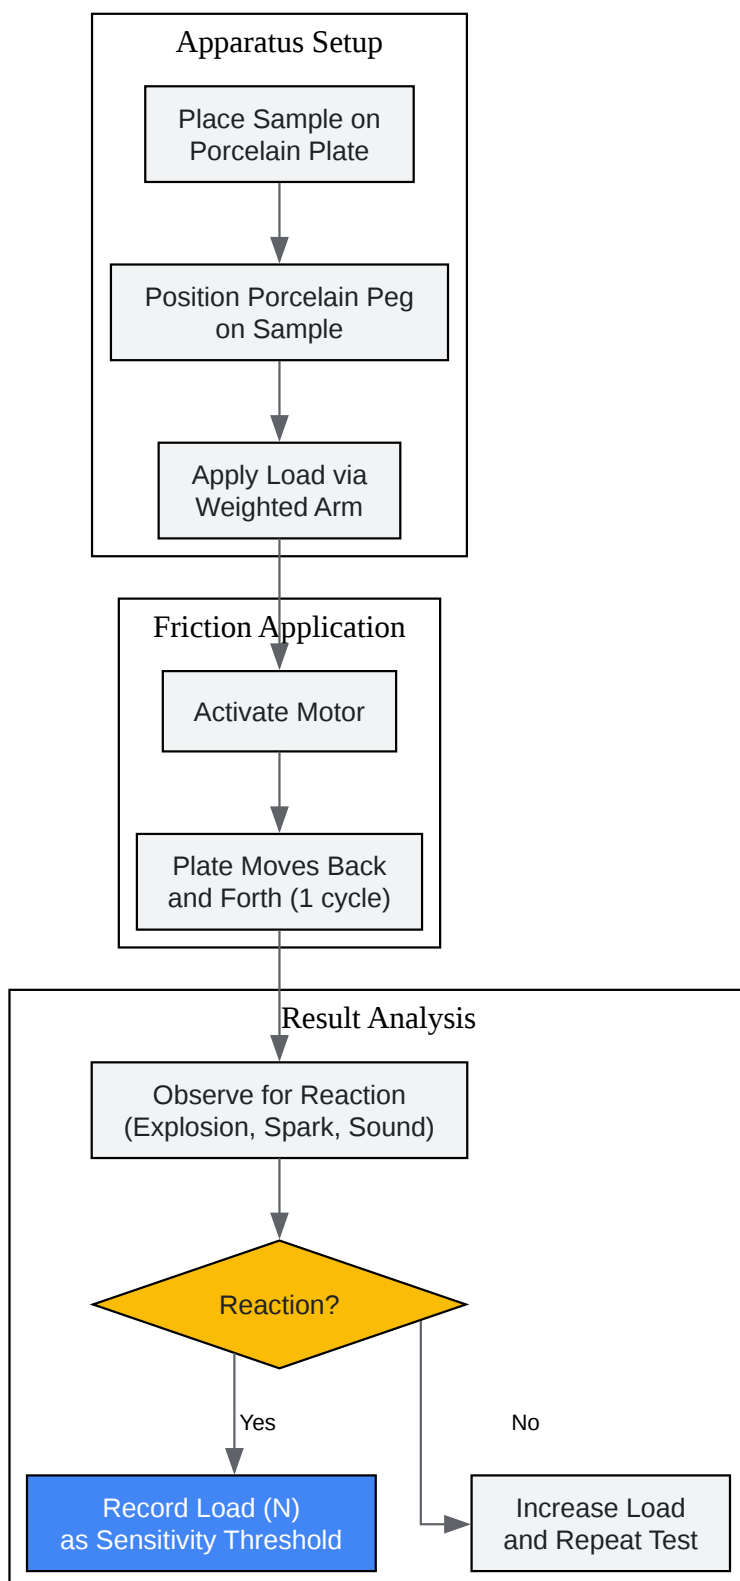 Apparatus Setup
Place Sample on
Porcelain Plate
Position Porcelain Peg
on Sample
Apply Load via
Weighted Arm
Friction Application
Activate Motor
Plate Moves Back
and Forth (1 cycle)
Result Analysis
Observe for Reaction
(Explosion, Spark, Sound)
Reaction?
Yes
No
Record Load (N)
as Sensitivity Threshold
Increase Load
and Repeat Test